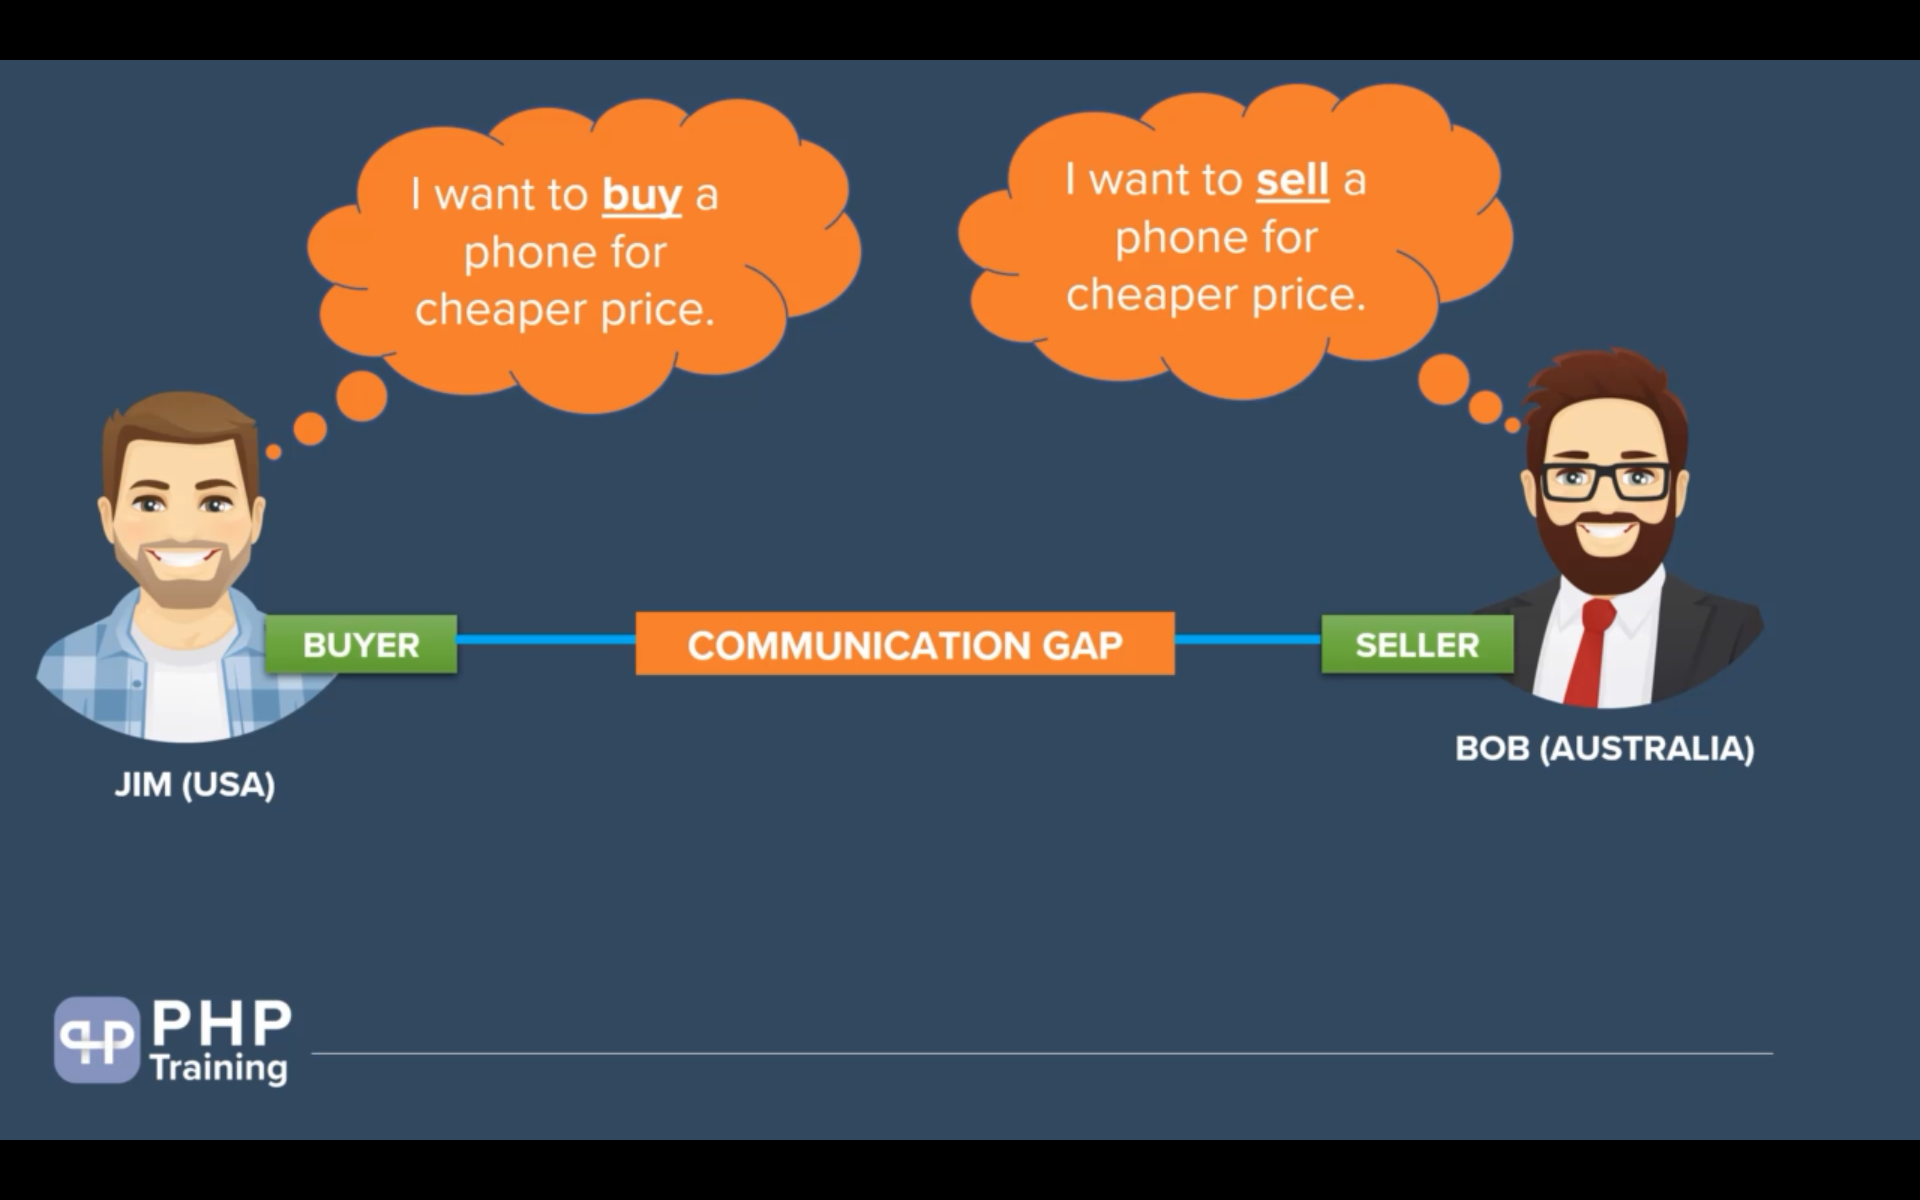 I want to buy a
phone for
cheaper price.
I want to sell a
phone for
cheaper price.
BUYER
COMMUNICATION GAP
SELLER
JIM (USA)
BOB (AUSTRALIA)
php
PHP
Training